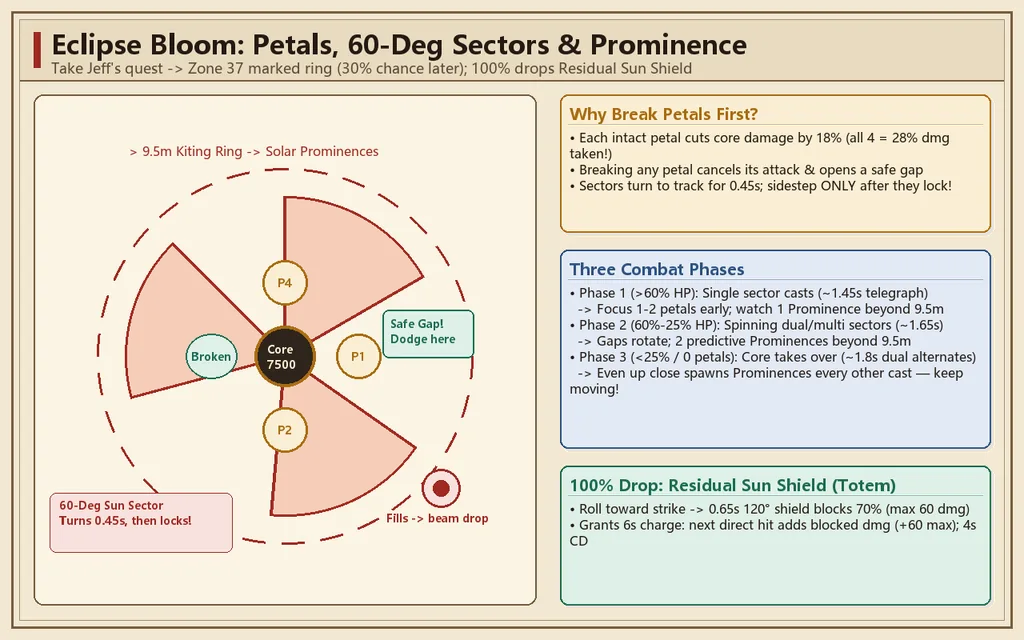 Eclipse Bloom: Petals, 60-Deg Sectors & Prominence
Take Jeff's quest -> Zone 37 marked ring (30% chance later); 100% drops Residual Sun Shield
> 9.5m Kiting Ring -> Solar Prominences
P4
Safe Gap!
Dodge here
Broken
Core
7500
P1
P2
60-Deg Sun Sector
Turns 0.45s, then locks!
Fills -> beam drop
Why Break Petals First?
• Each intact petal cuts core damage by 18% (all 4 = 28% dmg
taken!)
• Breaking any petal cancels its attack & opens a safe gap
• Sectors turn to track for 0.45s; sidestep ONLY after they lock!
Three Combat Phases
• Phase 1 (>60% HP): Single sector casts (~1.45s telegraph)
-> Focus 1-2 petals early; watch 1 Prominence beyond 9.5m
• Phase 2 (60%-25% HP): Spinning dual/multi sectors (~1.65s)
-> Gaps rotate; 2 predictive Prominences beyond 9.5m
• Phase 3 (<25% / 0 petals): Core takes over (~1.8s dual alternates)
-> Even up close spawns Prominences every other cast — keep
moving!
100% Drop: Residual Sun Shield (Totem)
• Roll toward strike -> 0.65s 120° shield blocks 70% (max 60 dmg)
• Grants 6s charge: next direct hit adds blocked dmg (+60 max); 4s
CD